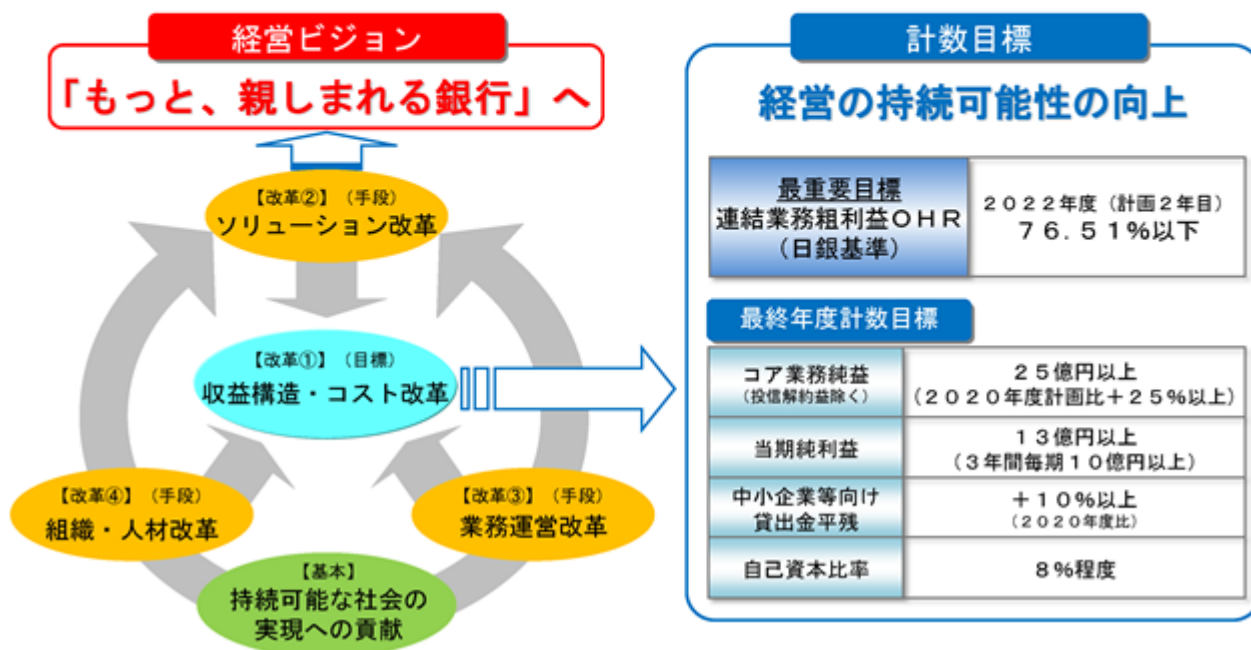 経営ビジョン
「もっと、親しまれる銀行」へ
【改革②】（手段）
ソリューション改革
【改革①】（目標）
収益構造・コスト改革
【改革④】（手段）
組織・人材改革
【改革③】（手段）
業務運営改革
【基本】
持続可能な社会の
実現への貢献
計数目標
経営の持続可能性の向上
最重要目標
連結業務粗利益ＯＨＲ
（日銀基準）
２０２２年度（計画２年目）
７６．５１％以下
最終年度計数目標
コア業務純益
（投信解約益除く）
２５億円以上
（２０２０年度計画比＋２５％以上）
当期純利益
１３億円以上
（３年間毎期１０億円以上）
中小企業等向け
貸出金平残
＋１０％以上
（２０２０年度比）
自己資本比率
８％程度